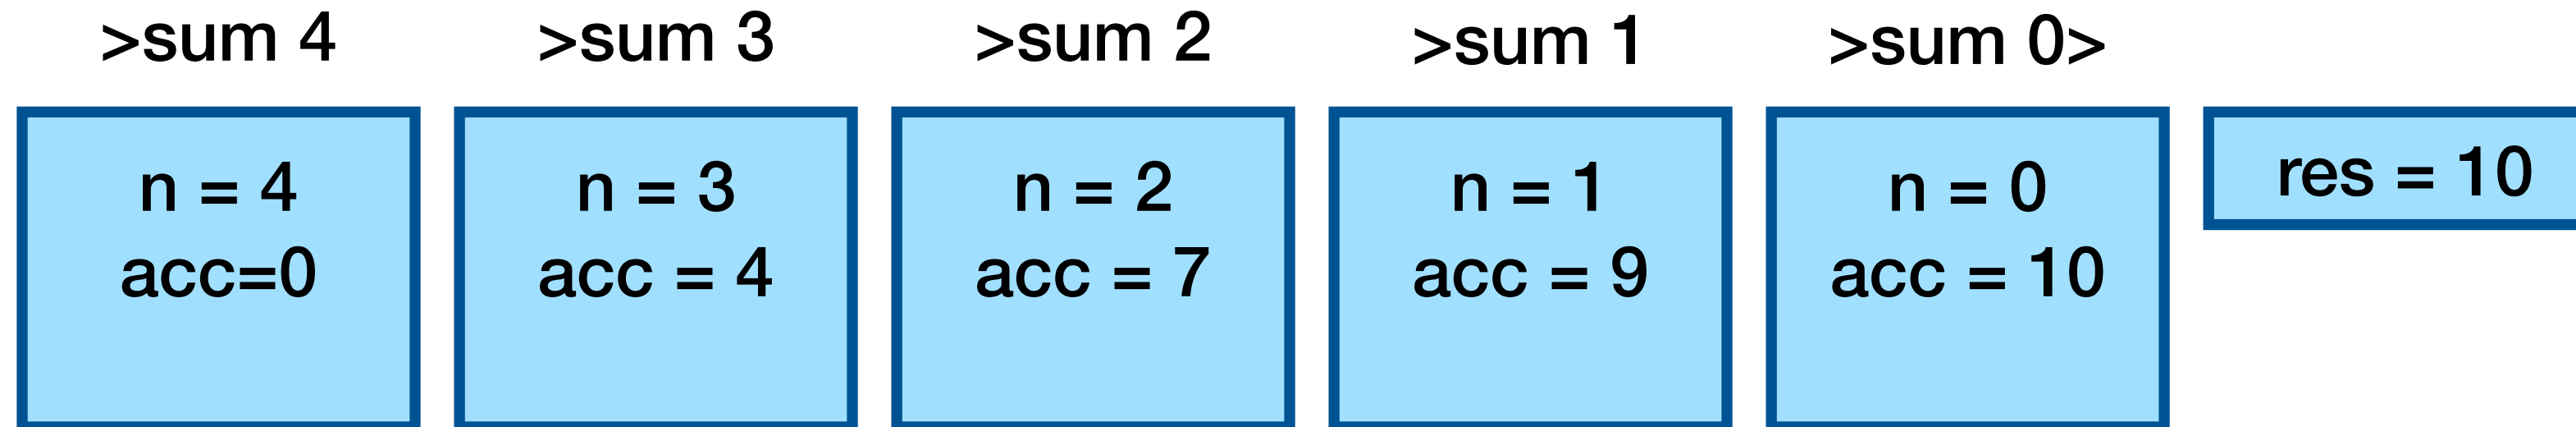 >sum 4
>sum 3
>sum 2
>sum 1
>sum 0>
n = 4
acc=0
n = 3
acc = 4
n = 2
acc = 7
n = 1
acc = 9
n = 0
acc = 10
res = 10